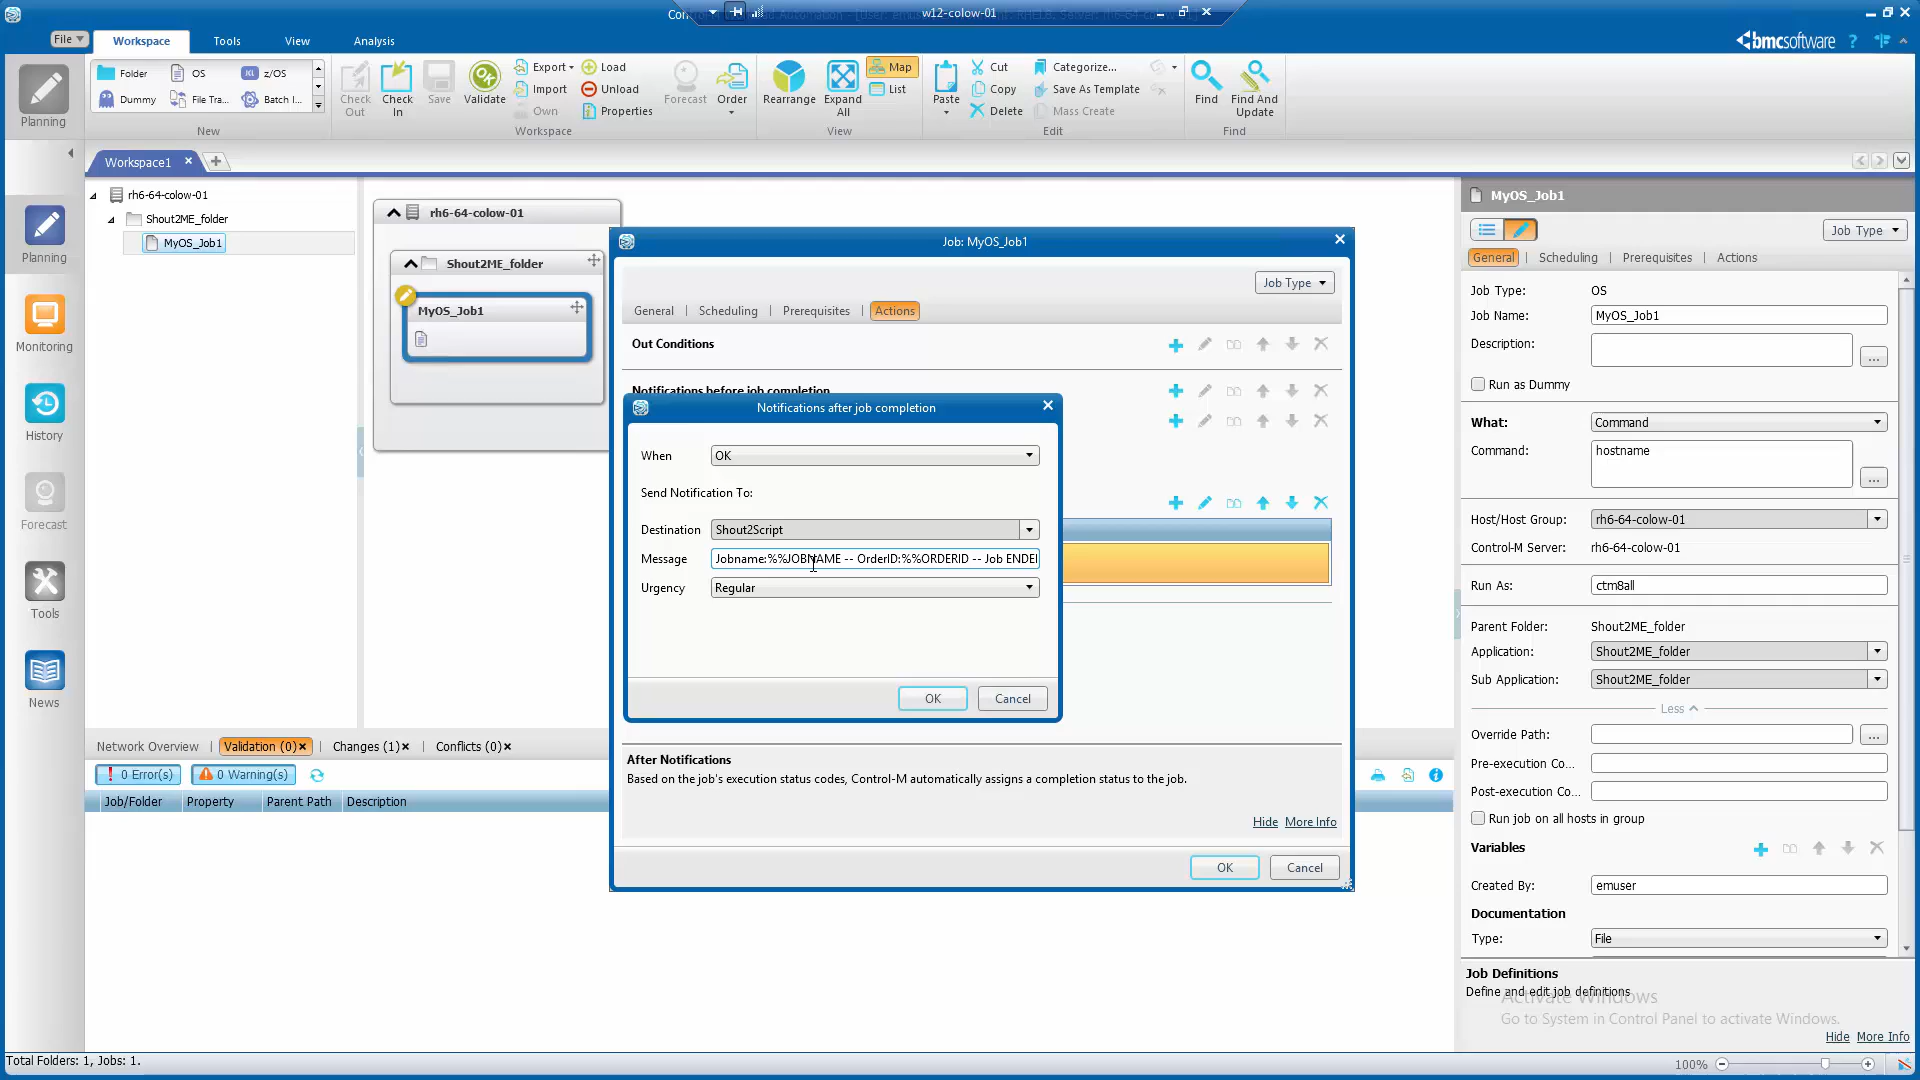 w12-colow-01
File
Workspace
Tools
View
Analysis
bmcsoftware
Planning
Folder
OS
z/OS
Dummy
File Tra...
Batch I...
New
Check Out
Check In
Save
Validate
Export
Import
Own
Load
Unload
Properties
Workspace
Forecast
Order
Rearrange
Expand All
Map
List
View
Paste
Cut
Copy
Delete
Categorize...
Save As Template
Mass Create
Edit
Find
Find And Update
Find
Workspace1
Planning
Monitoring
History
Forecast
Tools
News
rh6-64-colow-01
Shout2ME_folder
MyOS_Job1
rh6-64-colow-01
Shout2ME_folder
MyOS_Job1
Job: MyOS_Job1
Job Type
General | Scheduling | Prerequisites | Actions
Out Conditions
Notifications before job completion
Notifications after job completion
When
OK
Send Notification To:
Destination
Shout2Script
Message
Jobname:%%JOBNAME -- OrderID:%%ORDERID -- Job ENDE
Urgency
Regular
OK
Cancel
After Notifications
Based on the job's execution status codes, Control-M automatically assigns a completion status to the job.
Hide More Info
OK
Cancel
Network Overview | Validation (0) | Changes (1) | Conflicts (0)
0 Error(s)
0 Warning(s)
Job/Folder
Property
Parent Path
Description
MyOS_Job1
Job Type
General | Scheduling | Prerequisites | Actions
Job Type: OS
Job Name: MyOS_Job1
Description:
...
Run as Dummy
What: Command
Command: hostname
...
Host/Host Group: rh6-64-colow-01
Control-M Server: rh6-64-colow-01
Run As: ctm8all
Parent Folder: Shout2ME_folder
Application: Shout2ME_folder
Sub Application: Shout2ME_folder
Less
Override Path:
...
Pre-execution Co...
Post-execution Co...
Run job on all hosts in group
Variables
Created By: emuser
Documentation
Type: File
Job Definitions
Define and edit job definitions
Activate Windows
Go to System in Control Panel to activate Windows.
Hide More Info
Total Folders: 1, Jobs: 1.
100%